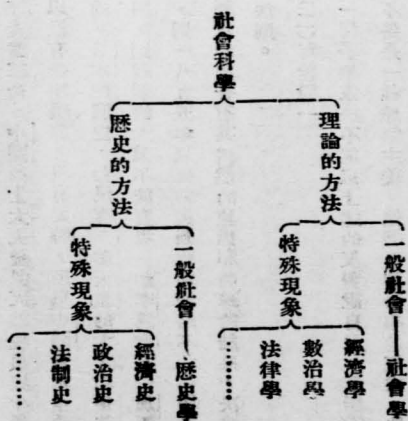 社會科學
理論的方法
一般社會
社會學
特殊現象
經濟學
數治學
法律學
………
歷史的方法
一般社會
歷史學
特殊現象
經濟史
政治史
法制史
………